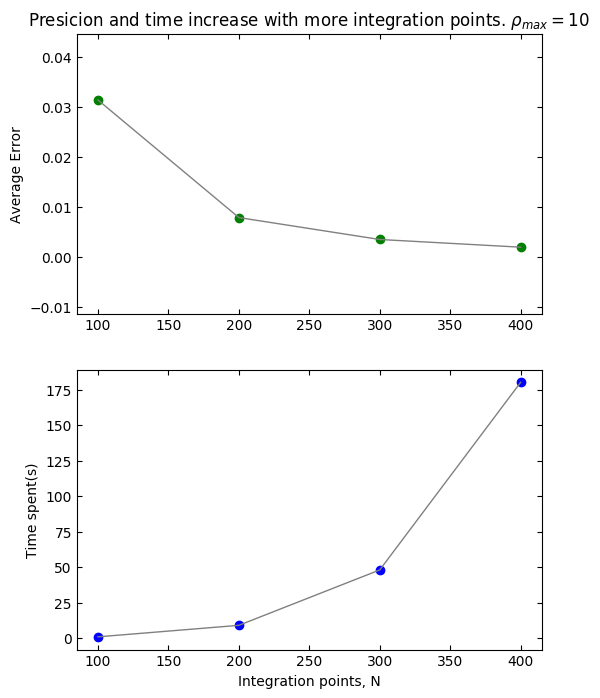 Presicion and time increase with more integration points. ρ_max = 10
0.04
0.03
0.02
0.01
0.00
−0.01
Average Error
100 150 200 250 300 350 400
175
150
125
100
75
50
25
0
Time spent(s)
100 150 200 250 300 350 400
Integration points, N